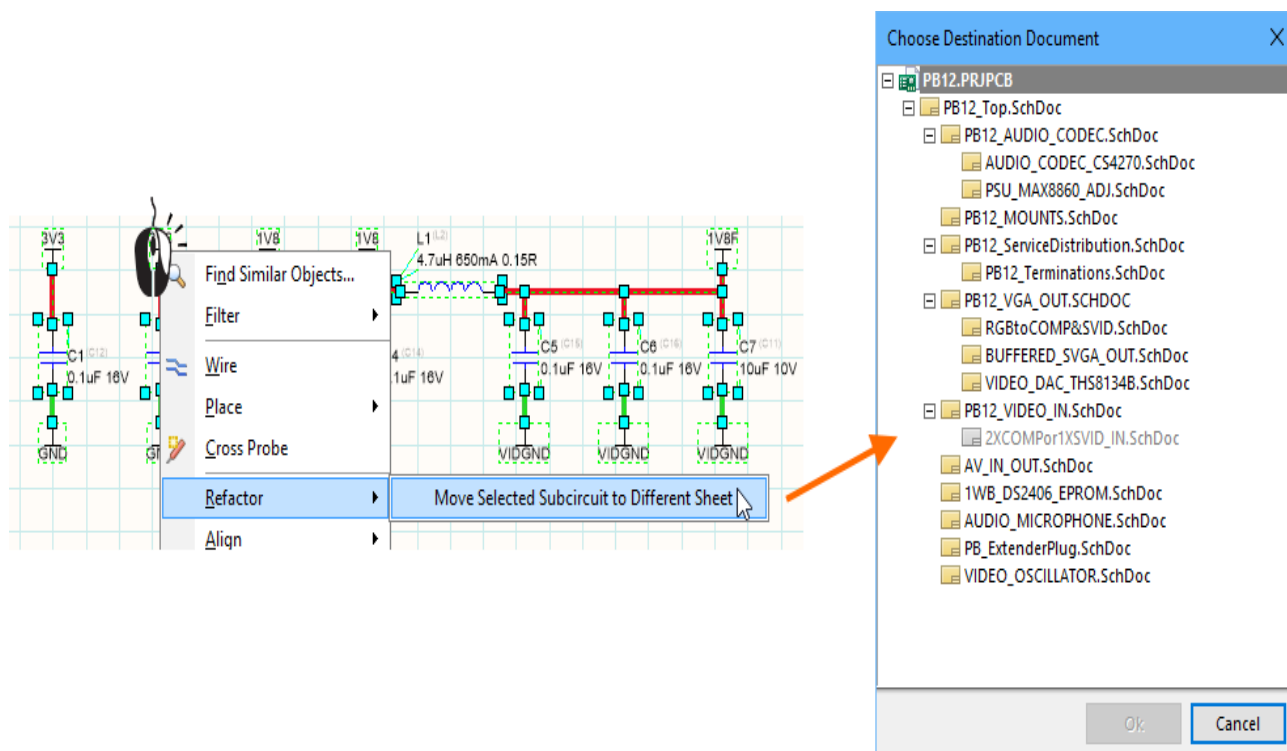 Choose Destination Document
PB12.PRJPCB
PB12_Top.SchDoc
PB12_AUDIO_CODEC.SchDoc
AUDIO_CODEC_CS4270.SchDoc
PSU_MAX8860_ADJ.SchDoc
PB12_MOUNTS.SchDoc
PB12_ServiceDistribution.SchDoc
PB12_Terminations.SchDoc
PB12_VGA_OUT.SCHDOC
RGBtoCOMP&SVID.SchDoc
BUFFERED_SVGA_OUT.SchDoc
VIDEO_DAC_THS8134B.SchDoc
PB12_VIDEO_IN.SchDoc
2XCOMPor1XSVID_IN.SchDoc
AV_IN_OUT.SchDoc
1WB_DS2406_EPROM.SchDoc
AUDIO_MICROPHONE.SchDoc
PB_ExtenderPlug.SchDoc
VIDEO_OSCILLATOR.SchDoc
Ok Cancel
3V3 1V8 1V8 L1 (L2) 1V8F
4.7uH 650mA 0.15R
Find Similar Objects...
Filter
Wire
Place
Cross Probe
Refactor
Move Selected Subcircuit to Different Sheet
Align
C1 (C12)
0.1uF 16V
4 (C14)
.1uF 16V
C5 (C15)
0.1uF 16V
C6 (C16)
0.1uF 16V
C7 (C11)
10uF 10V
GND G VIDGND VIDGND VIDGND